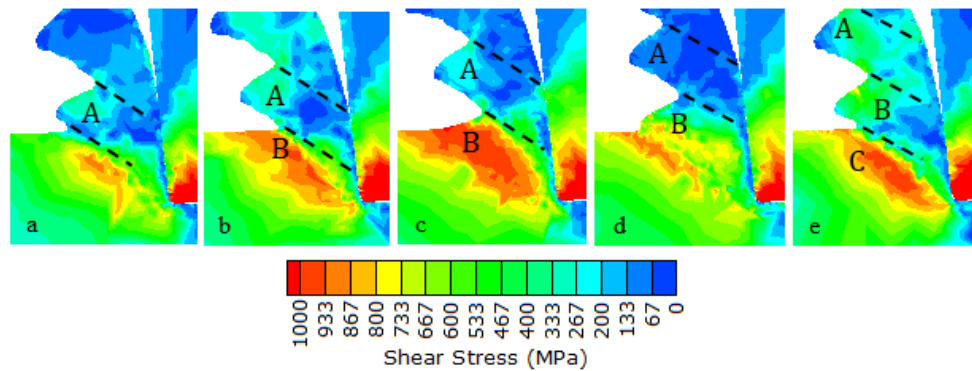 A A A A A
A B
B B B C
a b c d e
1000 933 867 800 733 667 600 533 467 400 333 267 200 133 67 0
Shear Stress (MPa)